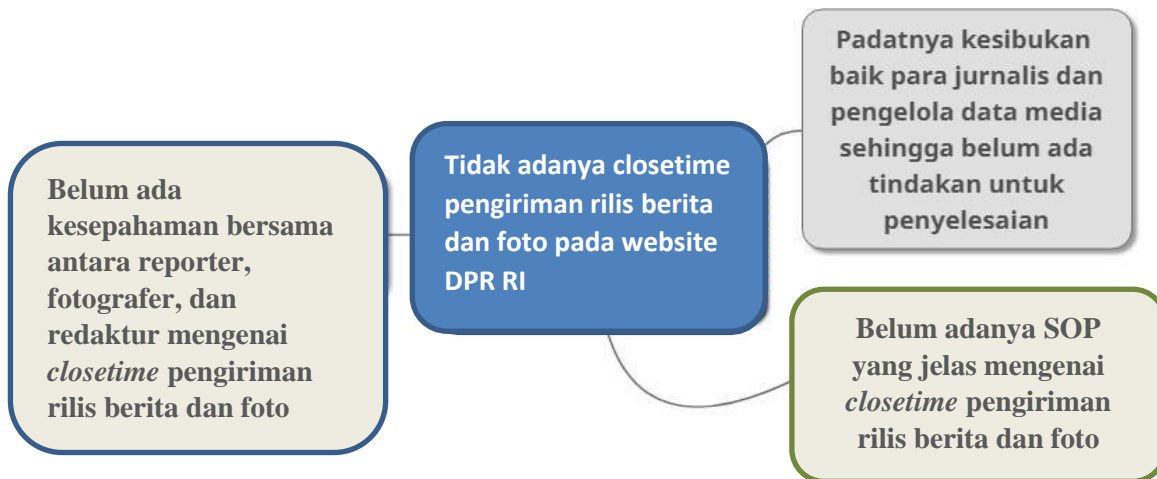 Belum ada
kesepahaman bersama
antara reporter,
fotografer, dan
redaktur mengenai
closetime pengiriman
rilis berita dan foto
Tidak adanya closetime
pengiriman rilis berita
dan foto pada website
DPR RI
Padatnya kesibukan
baik para jurnalis dan
pengelola data media
sehingga belum ada
tindakan untuk
penyelesaian
Belum adanya SOP
yang jelas mengenai
closetime pengiriman
rilis berita dan foto